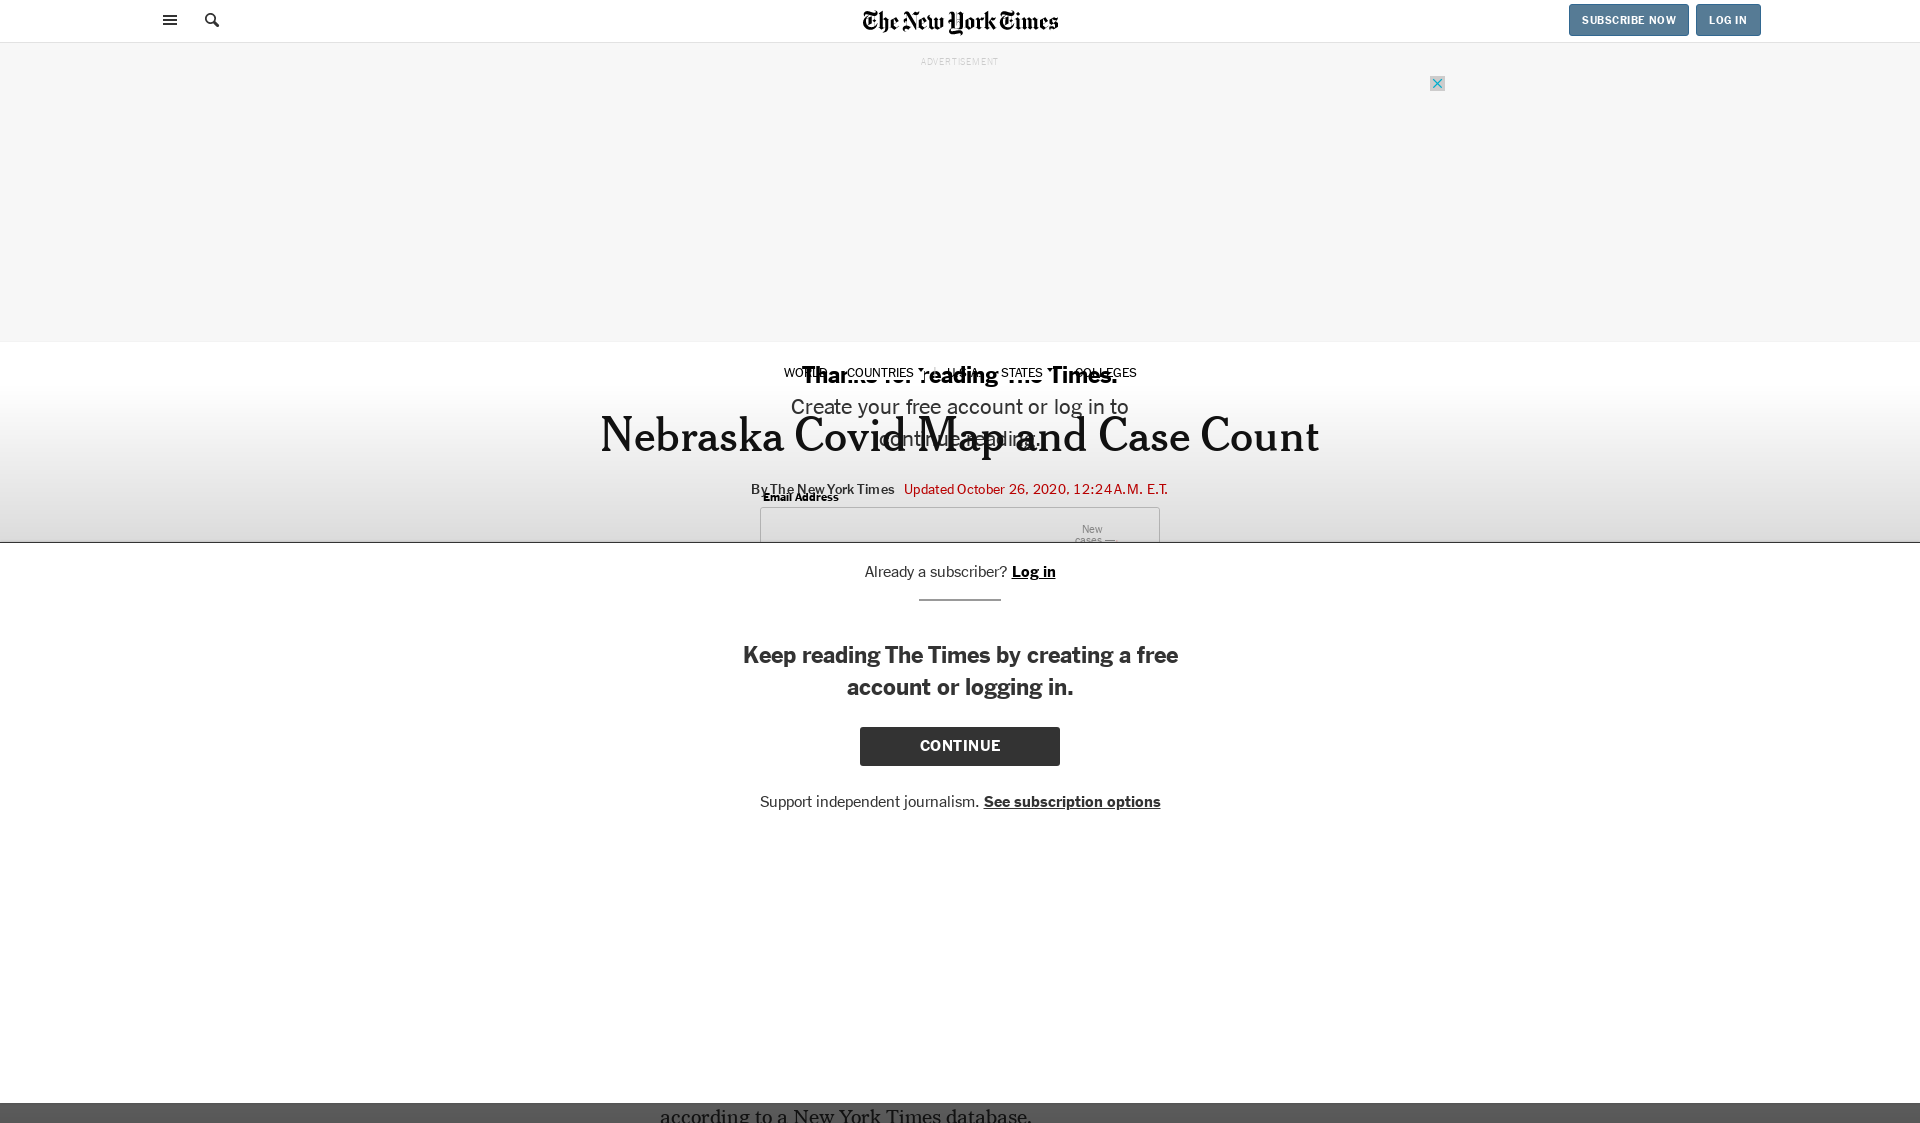 The New York Times
SUBSCRIBE NOW
LOG IN
ADVERTISEMENT
WORLD COUNTRIES U.S.A. STATES COLLEGES
Thanks for reading The Times.
Create your free account or log in to
continue reading.
Nebraska Covid Map and Case Count
By The New York Times Updated October 26, 2020, 12:24 A.M. E.T.
Email Address
New
cases —
Already a subscriber? Log in
Keep reading The Times by creating a free
account or logging in.
CONTINUE
Support independent journalism. See subscription options
according to a New York Times database.